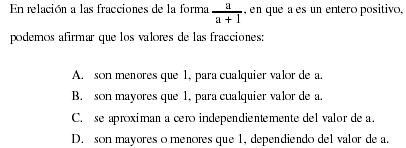 En relación a las fracciones de la forma a / a + 1, en que a es un entero positivo,
podemos afirmar que los valores de las fracciones:
A. son menores que 1, para cualquier valor de a.
B. son mayores que 1, para cualquier valor de a.
C. se aproximan a cero independientemente del valor de a.
D. son mayores o menores que 1, dependiendo del valor de a.